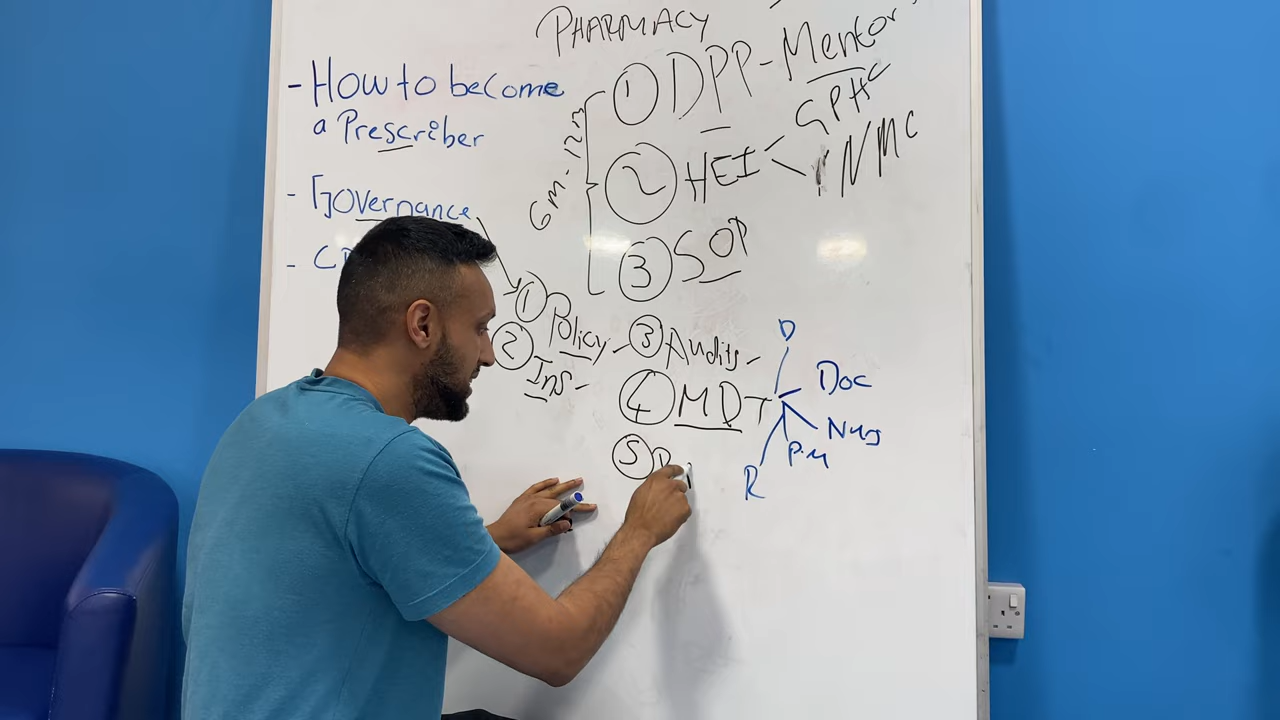 PHARMACY
- How to become
a Prescriber
- Governance
- C
6m - 12m
① DPP - Mentor
② HEI
GPHC
NMC
③ SOP
① Policy -
② Ins -
③ Audits -
④ MDT
D
Doc
Nurs
P.M
R
⑤